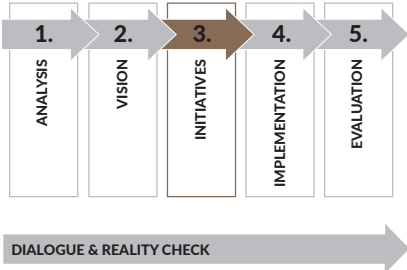 1.
2.
3.
4.
5.
ANALYSIS
VISION
INITIATIVES
IMPLEMENTATION
EVALUATION
DIALOGUE & REALITY CHECK